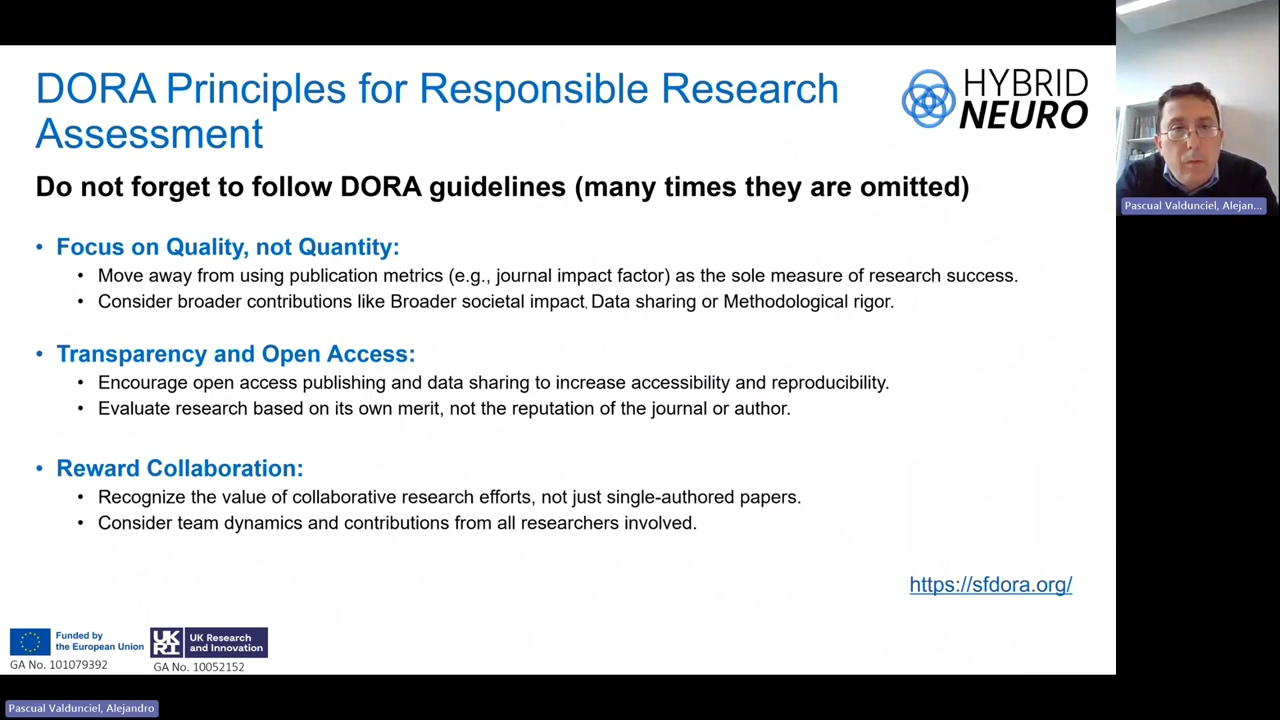 DORA Principles for Responsible Research
Assessment
HYBRID
NEURO
Pascual Valdunciel, Alejan...
Do not forget to follow DORA guidelines (many times they are omitted)
• Focus on Quality, not Quantity:
• Move away from using publication metrics (e.g., journal impact factor) as the sole measure of research success.
• Consider broader contributions like Broader societal impact, Data sharing or Methodological rigor.
• Transparency and Open Access:
• Encourage open access publishing and data sharing to increase accessibility and reproducibility.
• Evaluate research based on its own merit, not the reputation of the journal or author.
• Reward Collaboration:
• Recognize the value of collaborative research efforts, not just single-authored papers.
• Consider team dynamics and contributions from all researchers involved.
https://sfdora.org/
Funded by
the European Union
GA No. 101079392
UK
RI
UK Research
and Innovation
GA No. 10052152
Pascual Valdunciel, Alejandro